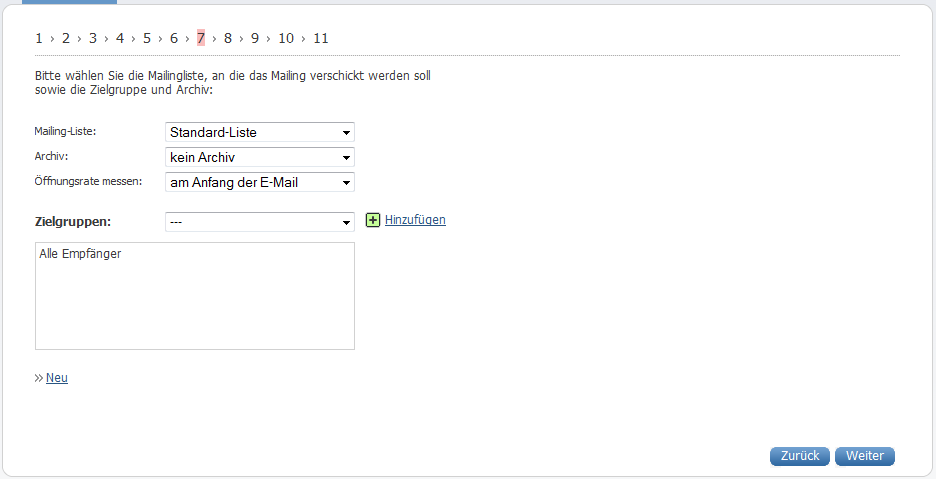 1 › 2 › 3 › 4 › 5 › 6 › 7 › 8 › 9 › 10 › 11
Bitte wählen Sie die Mailingliste, an die das Mailing verschickt werden soll
sowie die Zielgruppe und Archiv:
Mailing-Liste: Standard-Liste
Archiv: kein Archiv
Öffnungsrate messen: am Anfang der E-Mail
Zielgruppen: --- Hinzufügen
Alle Empfänger
» Neu
Zurück Weiter